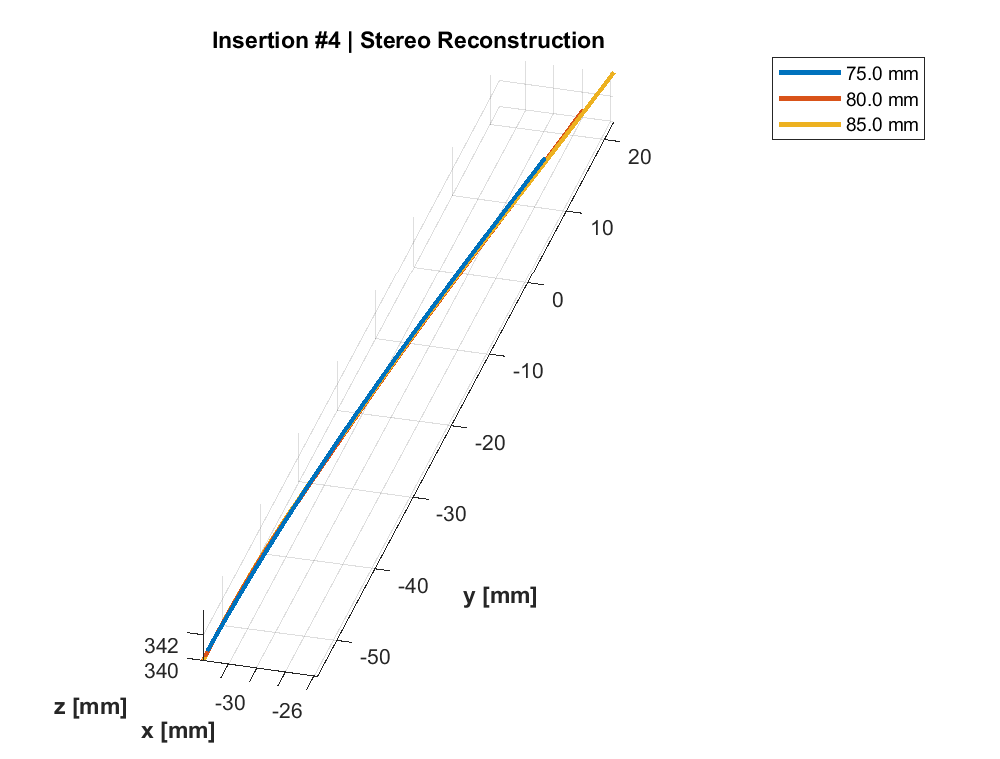 Insertion #4 | Stereo Reconstruction
75.0 mm
80.0 mm
85.0 mm
20
10
0
-10
-20
-30
-40
y [mm]
-50
342
340
-30
-26
z [mm]
x [mm]